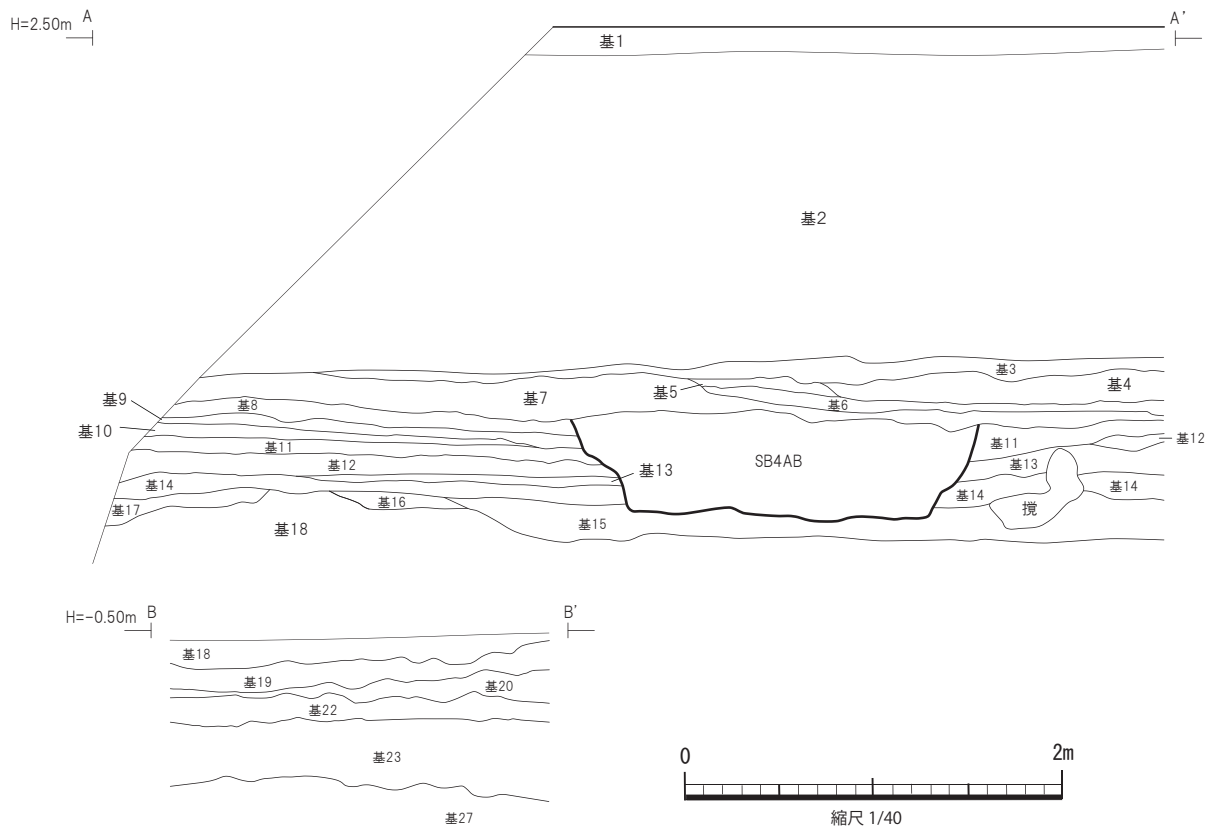 H=2.50m A
A'
基1
基2
基3
基4
基5
基6
基7
基8
基9
基10
基11
基12
基13
基14
基17
基16
基15
基18
SB4AB
基11
基12
基13
基14
基14
撹
H=-0.50m B
B'
基18
基19
基20
基22
基23
基27
0
2m
縮尺 1/40